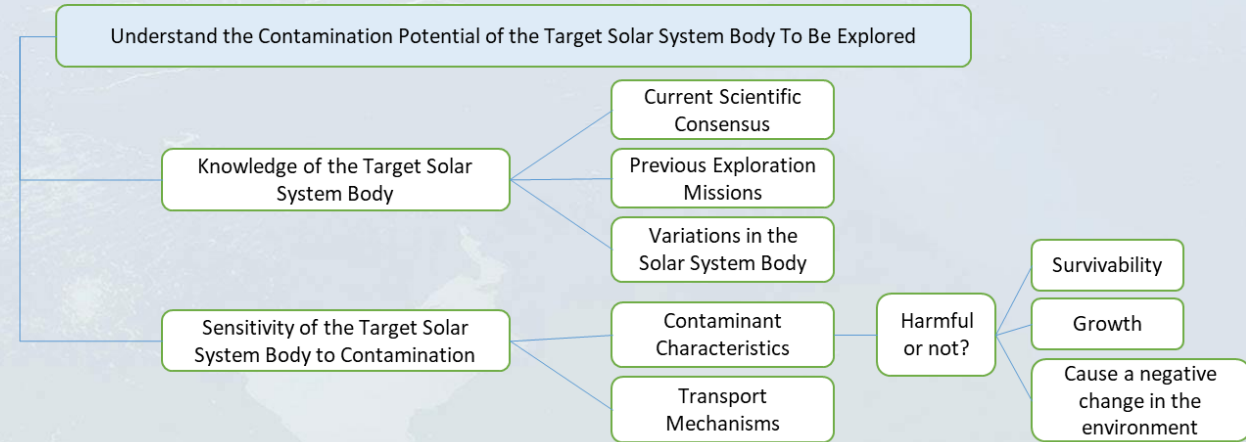 Understand the Contamination Potential of the Target Solar System Body To Be Explored
Knowledge of the Target Solar
System Body
Current Scientific
Consensus
Previous Exploration
Missions
Variations in the
Solar System Body
Sensitivity of the Target Solar
System Body to Contamination
Contaminant
Characteristics
Transport
Mechanisms
Harmful
or not?
Survivability
Growth
Cause a negative
change in the
environment